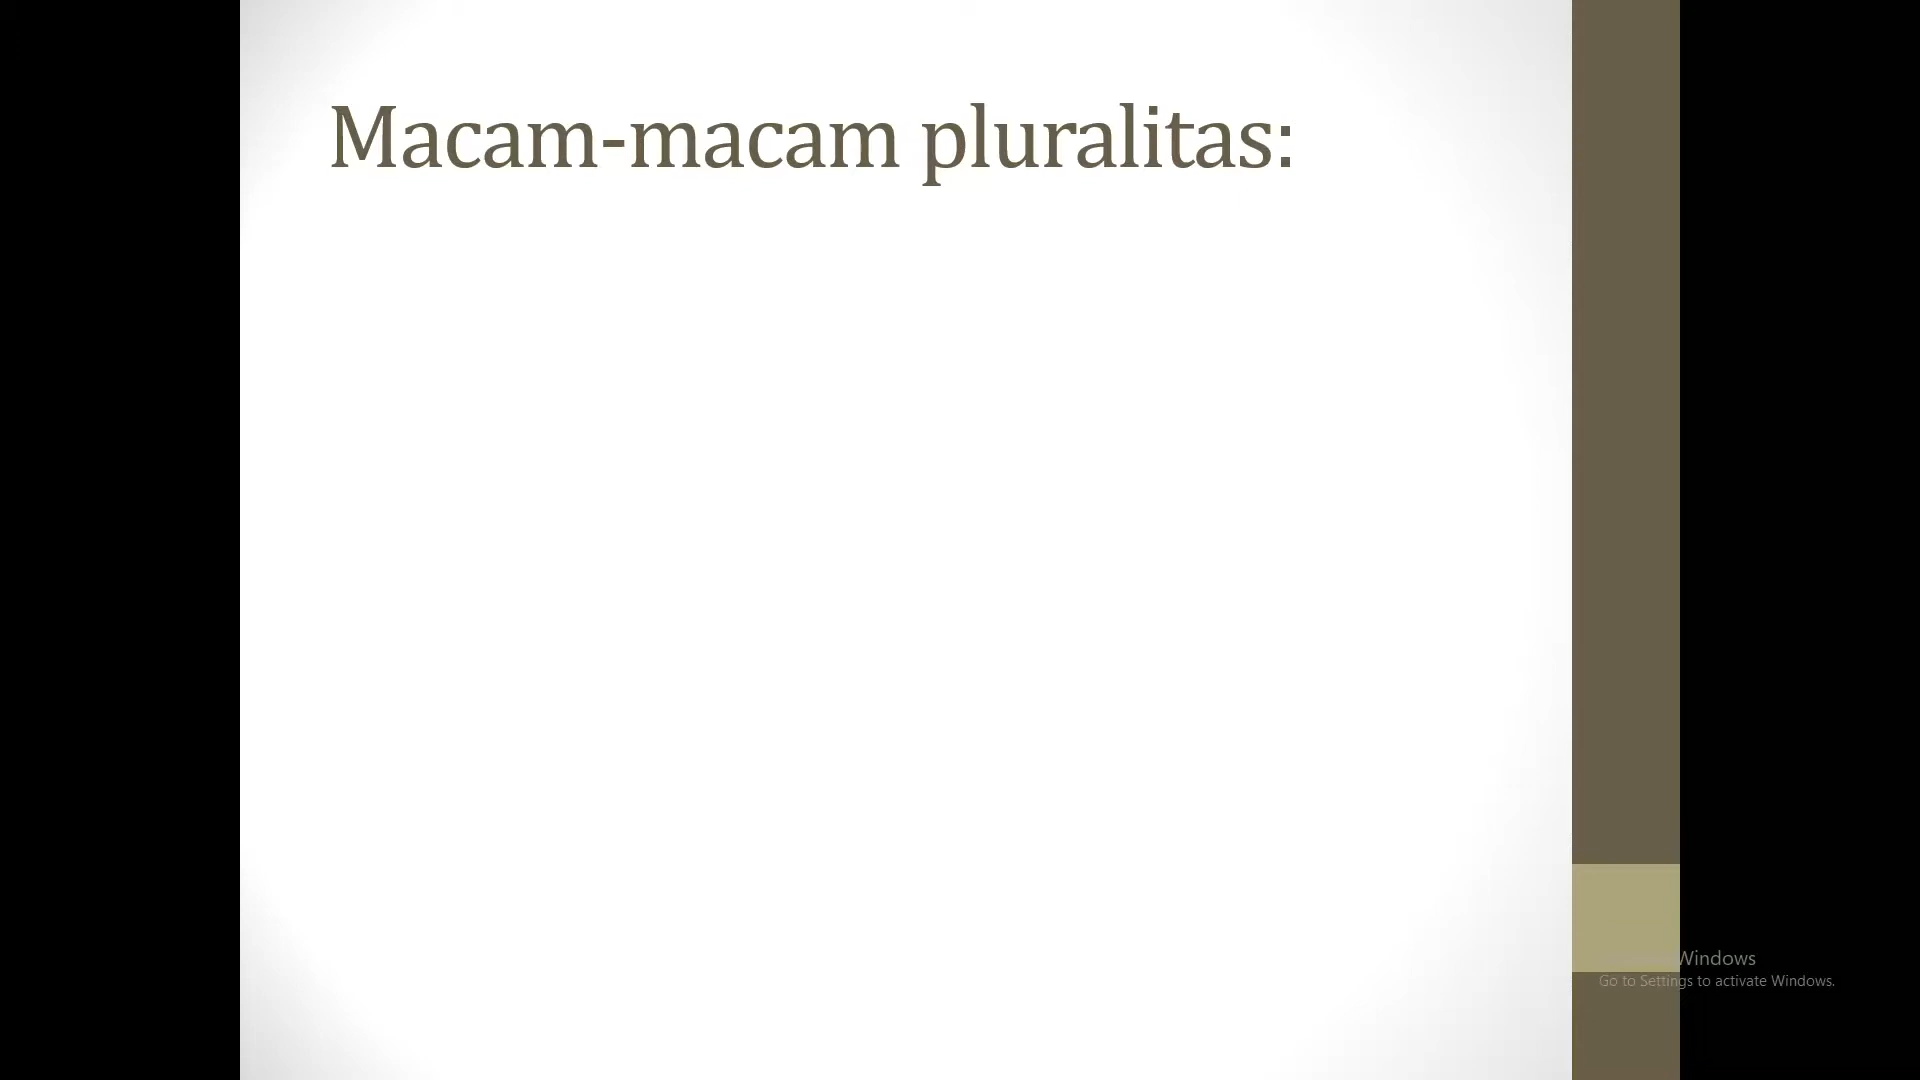 Macam-macam pluralitas:
Windows
Go to Settings to activate Windows.